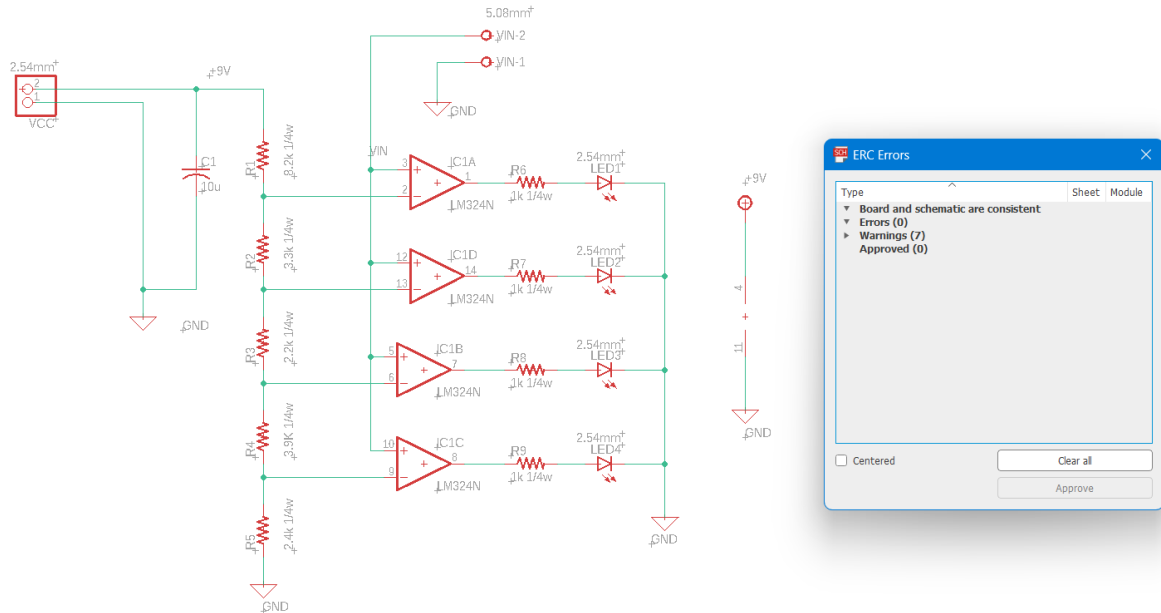 5.08mm
VIN-2
VIN-1
GND
2.54mm
2
1
VCC
+9V
C1
10u
GND
R1
8.2k 1/4w
R2
3.3k 1/4w
R3
2.2k 1/4w
R4
3.9K 1/4w
R5
2.4k 1/4w
GND
VIN
3
2
1
IC1A
LM324N
R6
1k 1/4w
2.54mm
LED1
12
13
14
IC1D
LM324N
R7
1k 1/4w
2.54mm
LED2
5
6
7
IC1B
LM324N
R8
1k 1/4w
2.54mm
LED3
10
9
8
IC1C
LM324N
R9
1k 1/4w
2.54mm
LED4
GND
+9V
4
11
GND
SCH
ERC Errors
Type Sheet Module
Board and schematic are consistent
Errors (0)
Warnings (7)
Approved (0)
Centered
Clear all
Approve